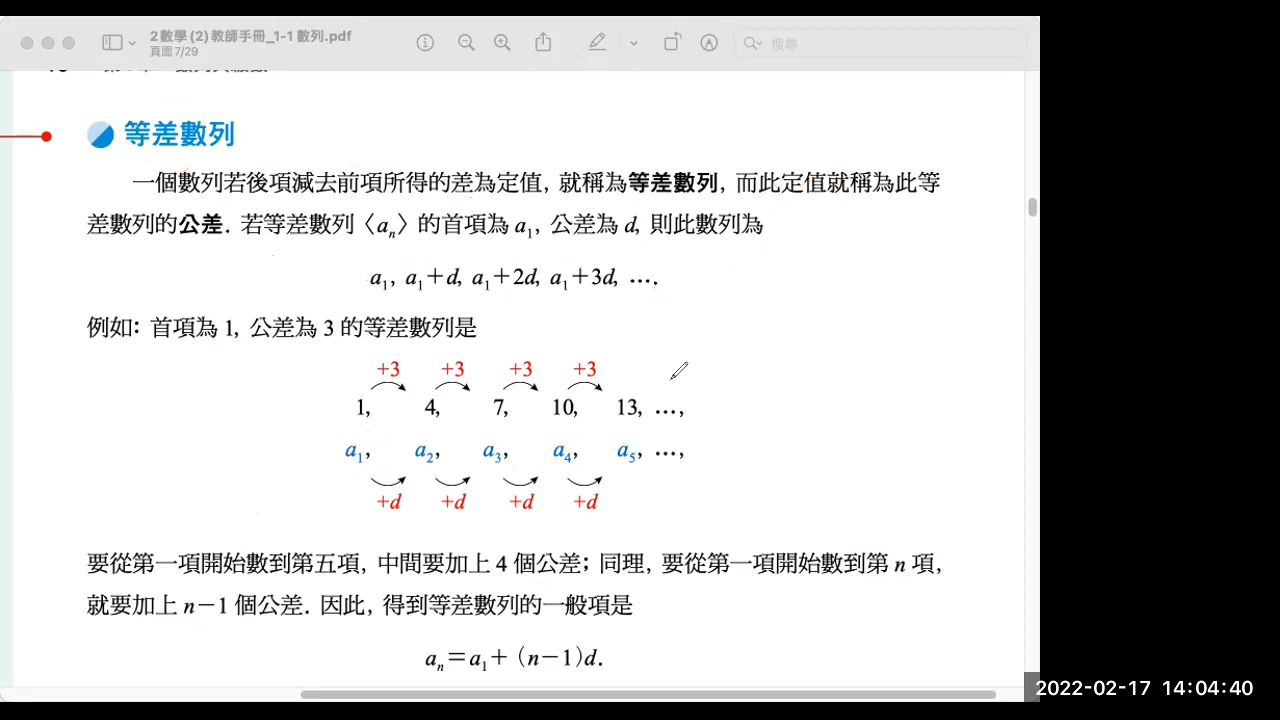 2數學 (2)教師手冊_1-1 數列.pdf
頁面 7/29
搜尋
等差數列
一個數列若後項減去前項所得的差為定值, 就稱為等差數列, 而此定值就稱為此等
差數列的公差. 若等差數列〈aₙ〉的首項為 a₁, 公差為 d, 則此數列為
a₁, a₁+d, a₁+2d, a₁+3d, ….
例如: 首項為 1, 公差為 3 的等差數列是
+3 +3 +3 +3
1, 4, 7, 10, 13, …,
a₁, a₂, a₃, a₄, a₅, …,
+d +d +d +d
要從第一項開始數到第五項, 中間要加上 4 個公差; 同理, 要從第一項開始數到第 n 項,
就要加上 n−1 個公差. 因此, 得到等差數列的一般項是
aₙ=a₁+(n−1)d.
2022-02-17 14:04:40